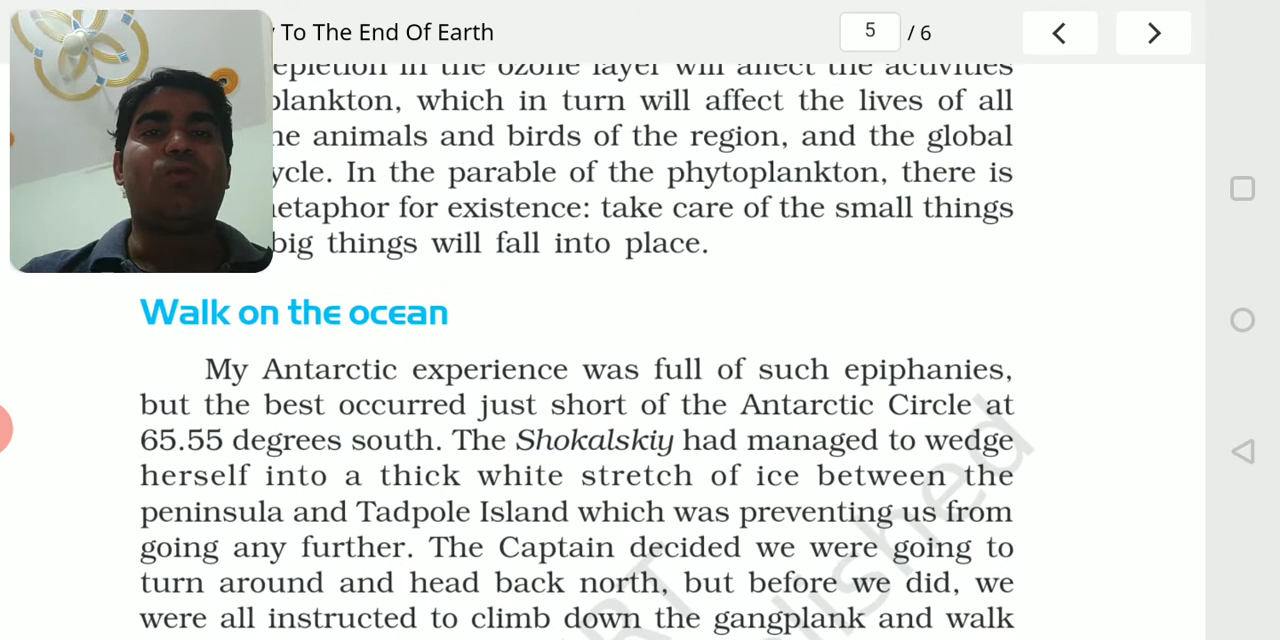 To The End Of Earth
5 / 6
epletion in the ozone layer will affect the activities
plankton, which in turn will affect the lives of all
ne animals and birds of the region, and the global
ycle. In the parable of the phytoplankton, there is
etaphor for existence: take care of the small things
big things will fall into place.
Walk on the ocean
My Antarctic experience was full of such epiphanies,
but the best occurred just short of the Antarctic Circle at
65.55 degrees south. The Shokalskiy had managed to wedge
herself into a thick white stretch of ice between the
peninsula and Tadpole Island which was preventing us from
going any further. The Captain decided we were going to
turn around and head back north, but before we did, we
were all instructed to climb down the gangplank and walk